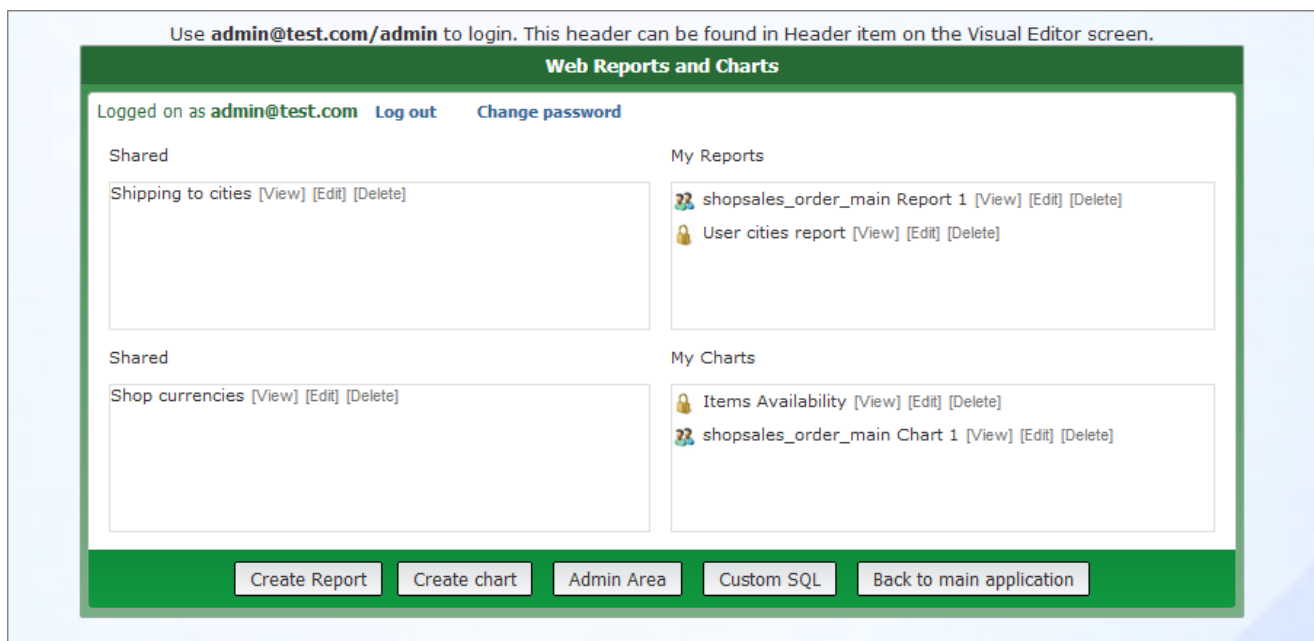 Use admin@test.com/admin to login. This header can be found in Header item on the Visual Editor screen.
Web Reports and Charts
Logged on as admin@test.com Log out Change password
Shared
Shipping to cities [View] [Edit] [Delete]
My Reports
shopsales_order_main Report 1 [View] [Edit] [Delete]
User cities report [View] [Edit] [Delete]
Shared
Shop currencies [View] [Edit] [Delete]
My Charts
Items Availability [View] [Edit] [Delete]
shopsales_order_main Chart 1 [View] [Edit] [Delete]
Create Report Create chart Admin Area Custom SQL Back to main application